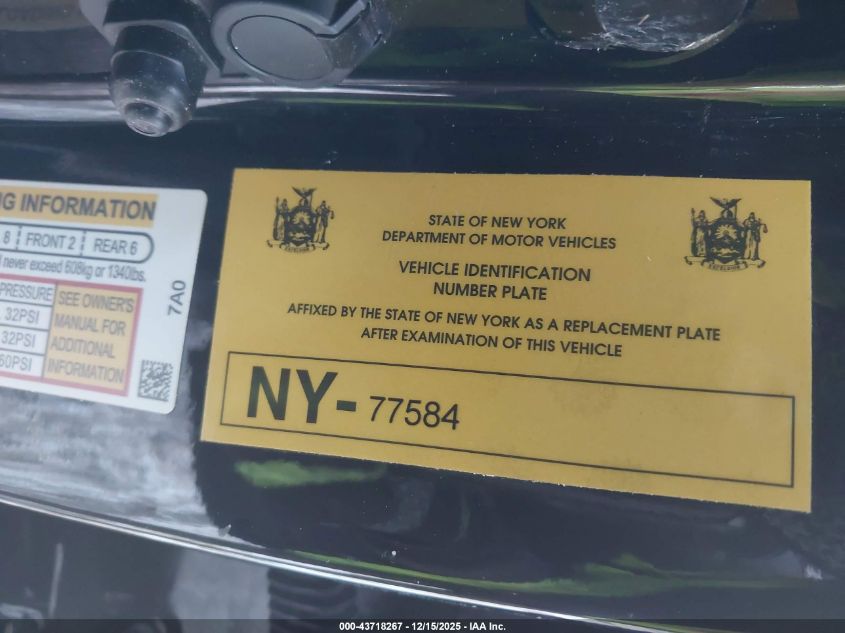 NG INFORMATION
8 FRONT 2 REAR 6
never exceed 608kg or 1340lbs.
PRESSURE
32PSI
32PSI
60PSI
SEE OWNER'S
MANUAL FOR
ADDITIONAL
INFORMATION
7A0
STATE OF NEW YORK
DEPARTMENT OF MOTOR VEHICLES
VEHICLE IDENTIFICATION
NUMBER PLATE
AFFIXED BY THE STATE OF NEW YORK AS A REPLACEMENT PLATE
AFTER EXAMINATION OF THIS VEHICLE
NY-77584
EXCELSIOR
000-43718267 - 12/15/2025 - IAA Inc.